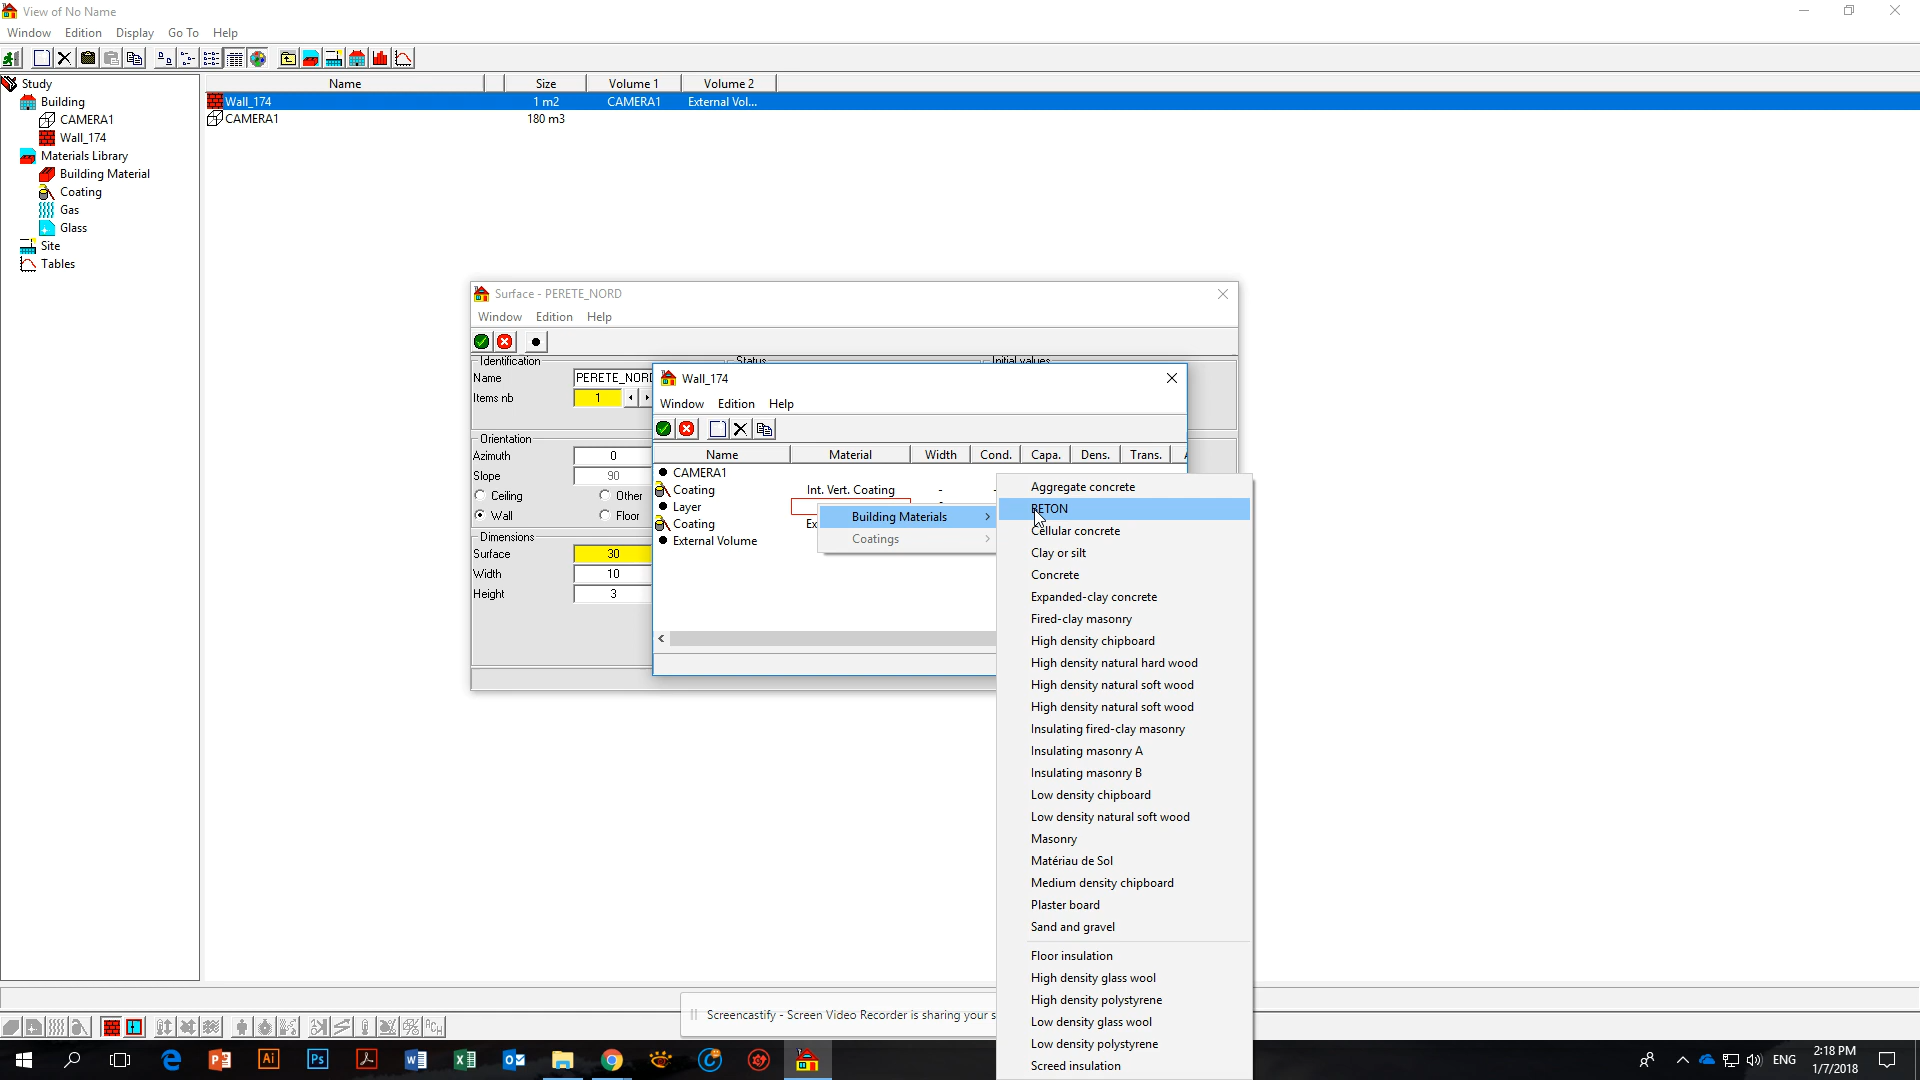 View of No Name
Window Edition Display Go To Help
Study
Building
CAMERA1
Wall_174
Materials Library
Building Material
Coating
Gas
Glass
Site
Tables
Name Size Volume 1 Volume 2
Wall_174 1 m2 CAMERA1 External Vol...
CAMERA1 180 m3
Surface - PERETE_NORD
Window Edition Help
Identification Status Initial values
Name PERETE_NORD
Items nb 1
Orientation
Azimuth 0
Slope 90
Ceiling Other
Wall Floor
Dimensions
Surface 30
Width 10
Height 3
Wall_174
Window Edition Help
Name Material Width Cond. Capa. Dens. Trans.
CAMERA1
Coating Int. Vert. Coating - -
Layer
Coating Ex
External Volume
Building Materials
Coatings
Aggregate concrete
BETON
Cellular concrete
Clay or silt
Concrete
Expanded-clay concrete
Fired-clay masonry
High density chipboard
High density natural hard wood
High density natural soft wood
High density natural soft wood
Insulating fired-clay masonry
Insulating masonry A
Insulating masonry B
Low density chipboard
Low density natural soft wood
Masonry
Matériau de Sol
Medium density chipboard
Plaster board
Sand and gravel
Floor insulation
High density glass wool
High density polystyrene
Low density glass wool
Low density polystyrene
Screed insulation
Screencastify - Screen Video Recorder is sharing your s
ENG
2:18 PM
1/7/2018